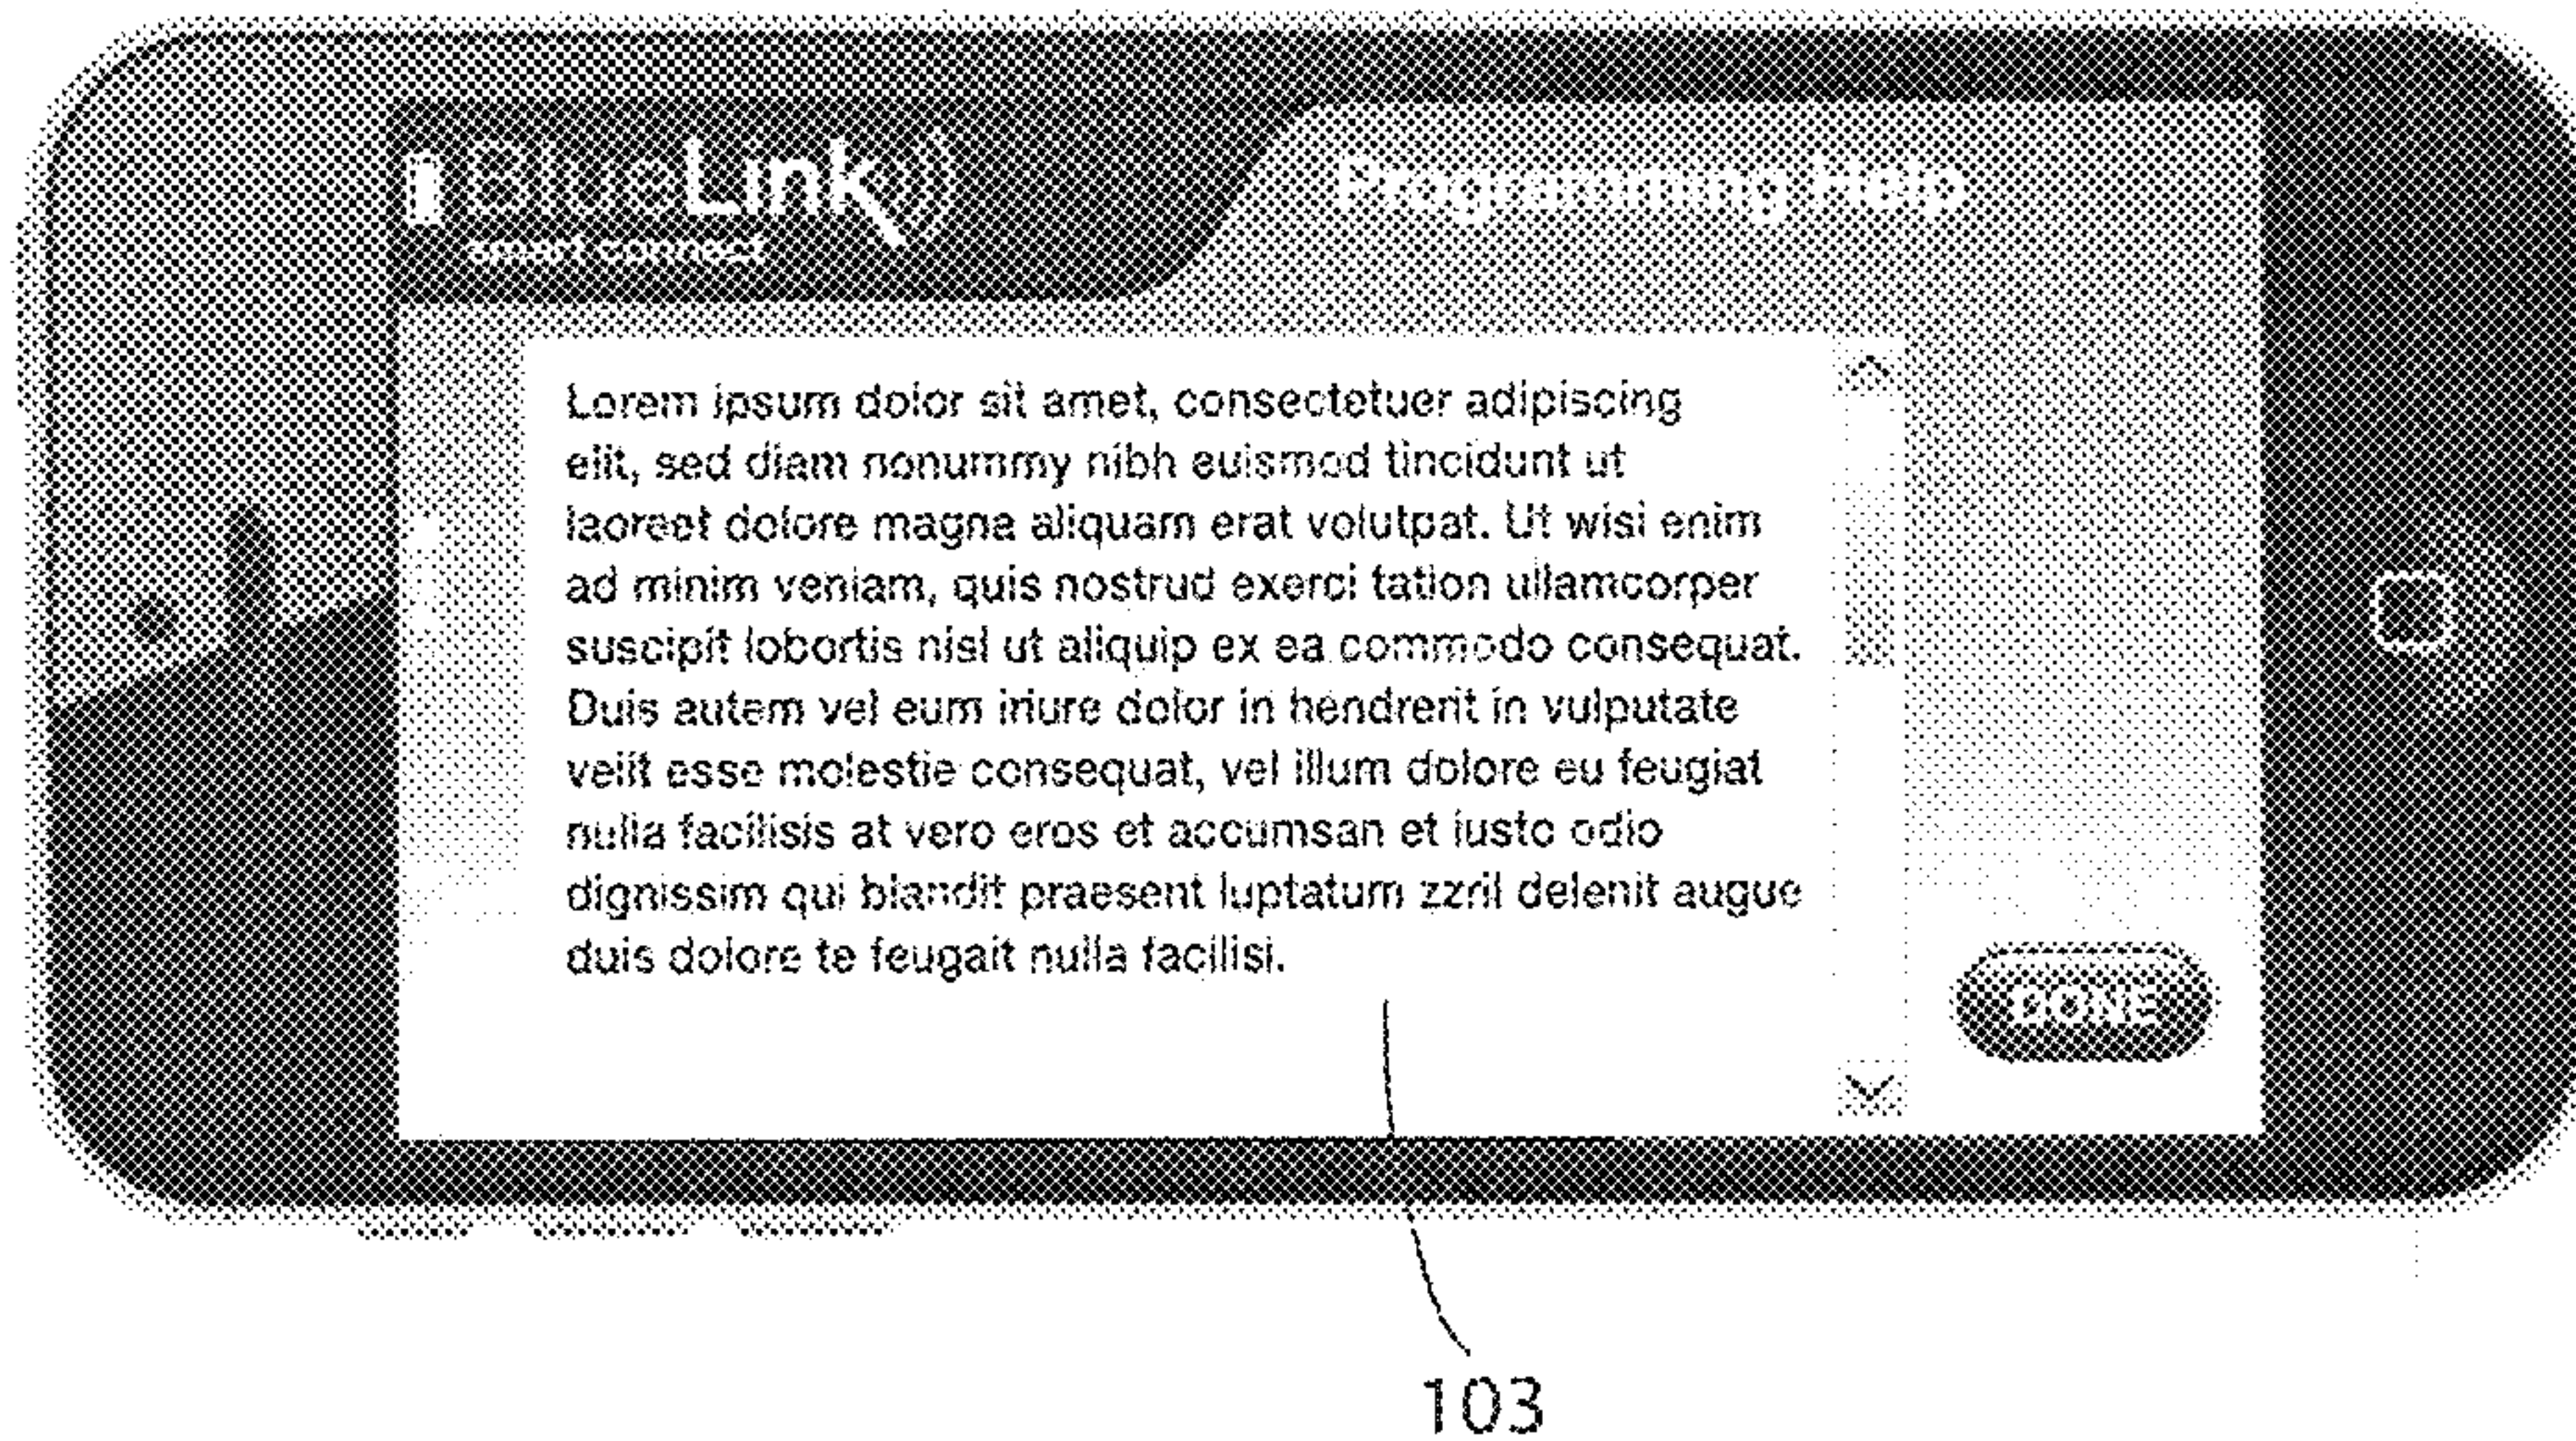 BlueLink
smart connect
Programming Help
Lorem ipsum dolor sit amet, consectetuer adipiscing
elit, sed diam nonummy nibh euismod tincidunt ut
laoreet dolore magna aliquam erat volutpat. Ut wisi enim
ad minim veniam, quis nostrud exerci tation ullamcorper
suscipit lobortis nisl ut aliquip ex ea commodo consequat.
Duis autem vel eum iriure dolor in hendrerit in vulputate
velit esse molestie consequat, vel illum dolore eu feugiat
nulla facilisis at vero eros et accumsan et iusto odio
dignissim qui blandit praesent luptatum zzril delenit augue
duis dolore te feugait nulla facilisi.
DONE
103